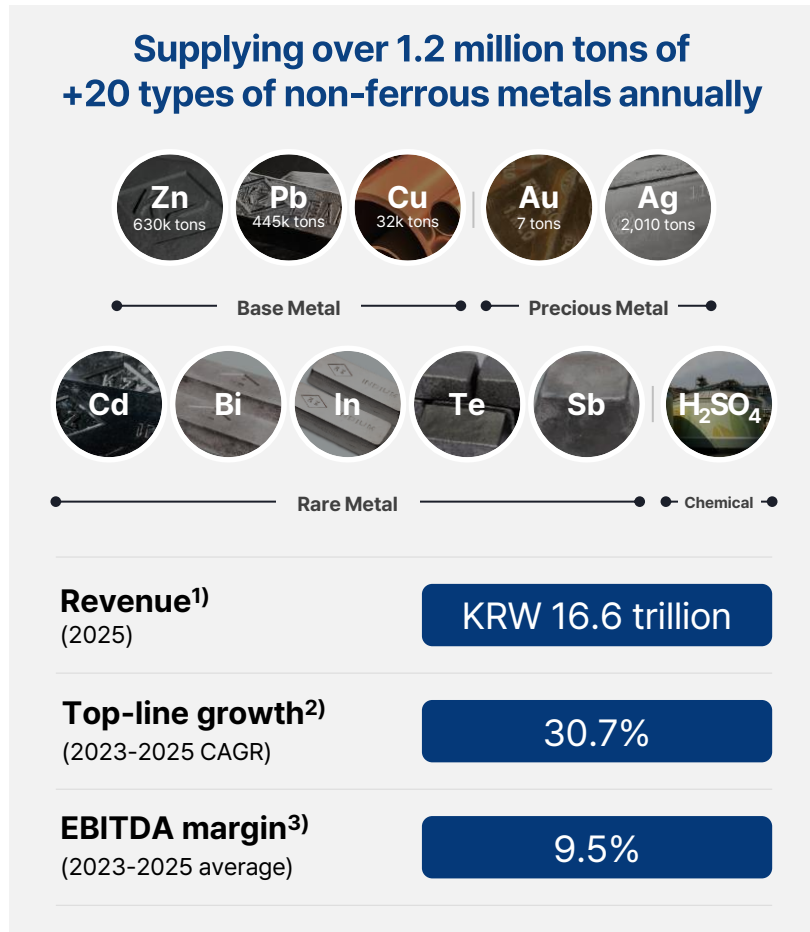 Supplying over 1.2 million tons of
+20 types of non-ferrous metals annually
Zn
630k tons
Pb
445k tons
Cu
32k tons
Au
7 tons
Ag
2,010 tons
Base Metal
Precious Metal
Cd
Bi
In
Te
Sb
H₂SO₄
Rare Metal
Chemical
Revenue¹⁾
(2025)
KRW 16.6 trillion
Top-line growth²⁾
(2023-2025 CAGR)
30.7%
EBITDA margin³⁾
(2023-2025 average)
9.5%